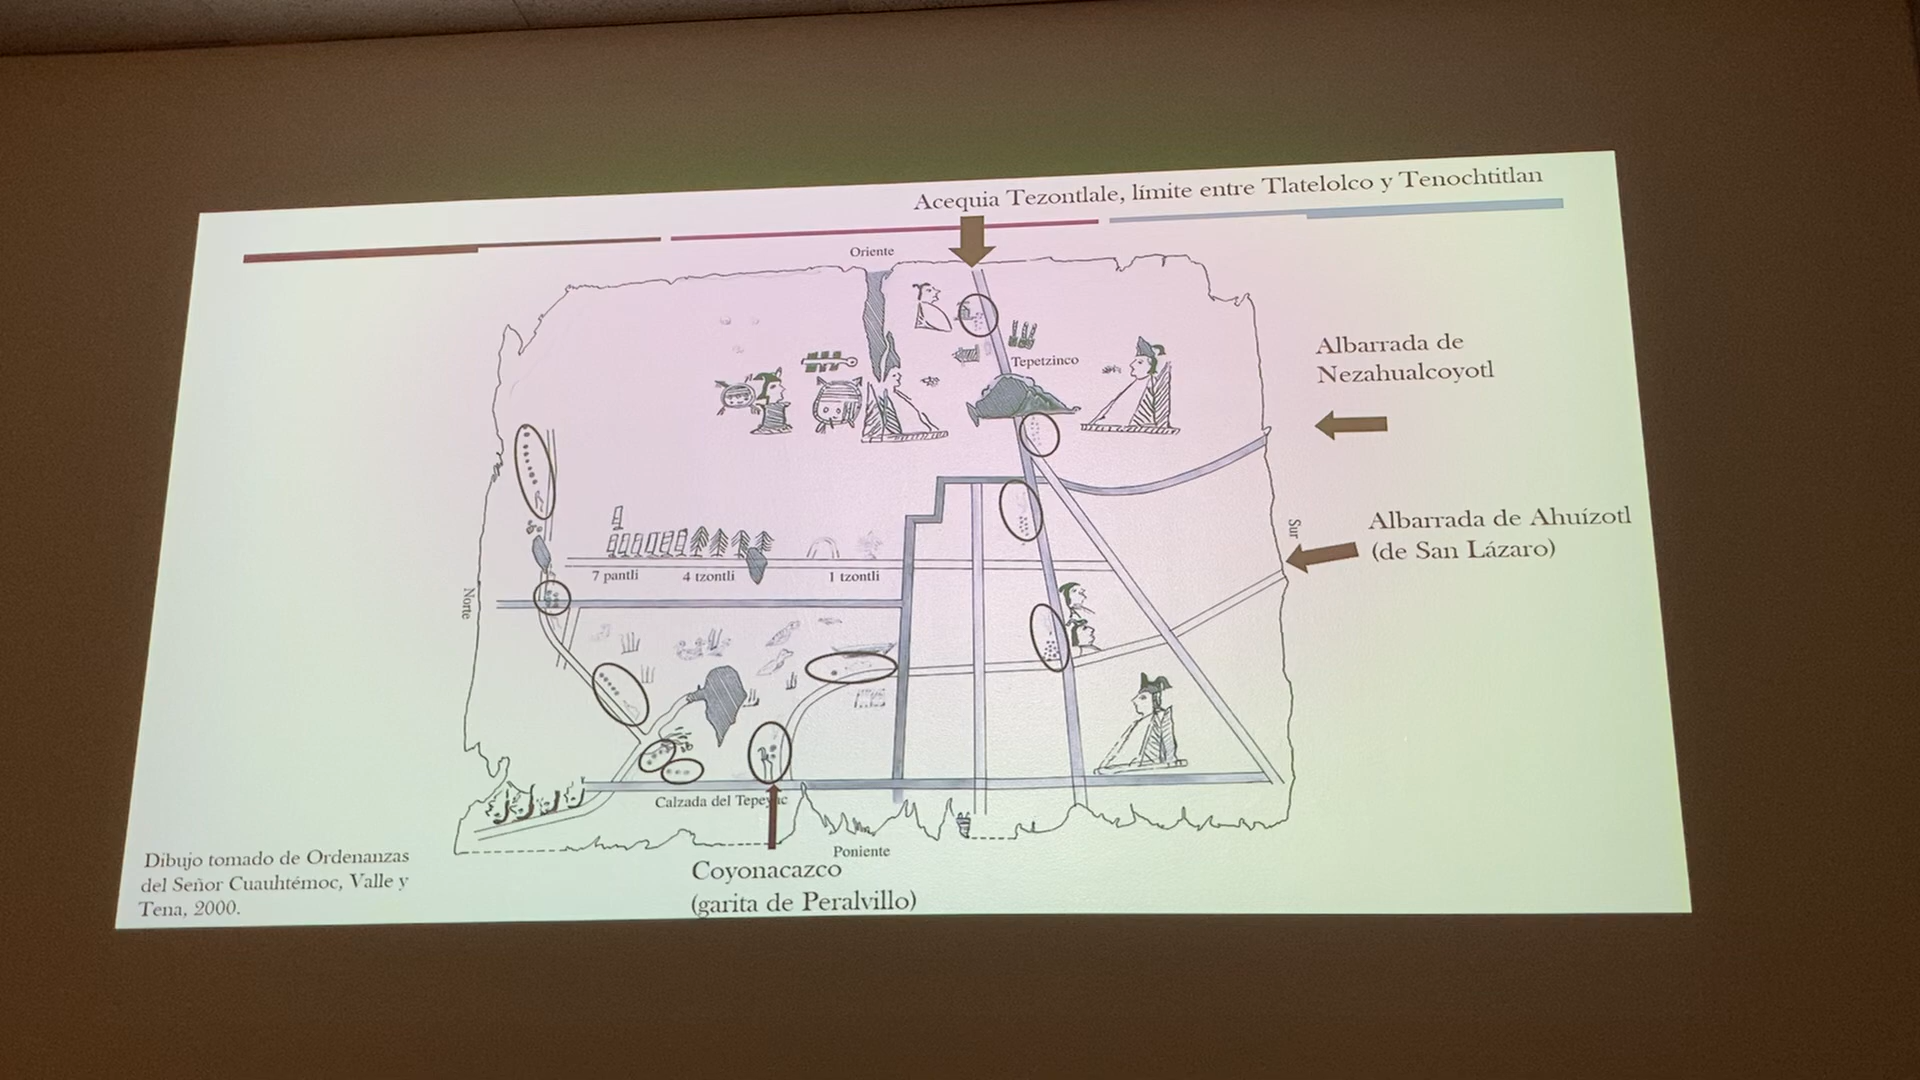 Acequia Tezontlale, límite entre Tlatelolco y Tenochtitlan
Oriente
Tepetzinco
Albarrada de
Nezahualcoyotl
Albarrada de Ahuízotl
(de San Lázaro)
Sur
7 pantli
4 tzontli
1 tzontli
Norte
Calzada del Tepeyac
Poniente
Coyonacazco
(garita de Peralvillo)
Dibujo tomado de Ordenanzas
del Señor Cuauhtémoc, Valle y
Tena, 2000.